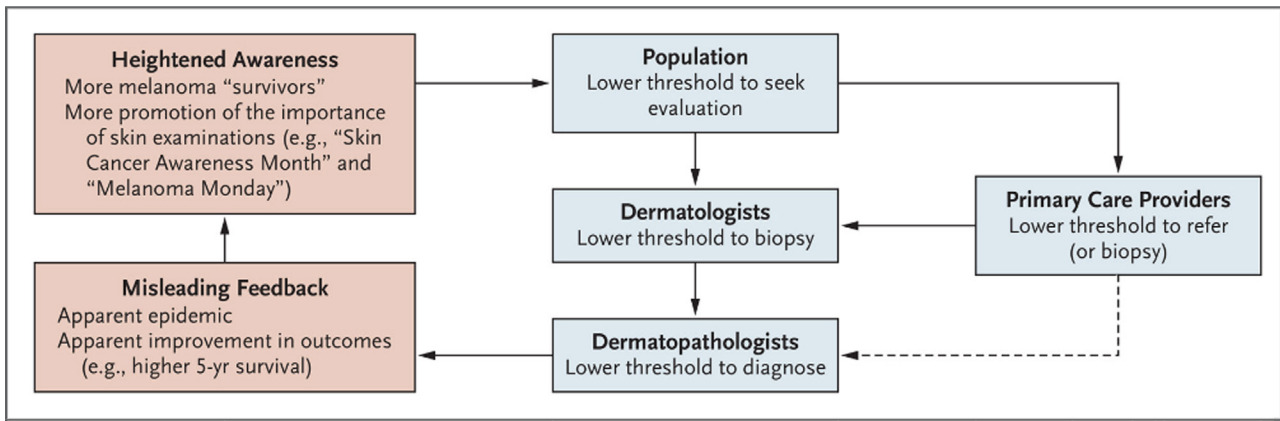 Heightened Awareness
More melanoma “survivors”
More promotion of the importance
of skin examinations (e.g., “Skin
Cancer Awareness Month” and
“Melanoma Monday”)
Population
Lower threshold to seek
evaluation
Primary Care Providers
Lower threshold to refer
(or biopsy)
Dermatologists
Lower threshold to biopsy
Dermatopathologists
Lower threshold to diagnose
Misleading Feedback
Apparent epidemic
Apparent improvement in outcomes
(e.g., higher 5-yr survival)